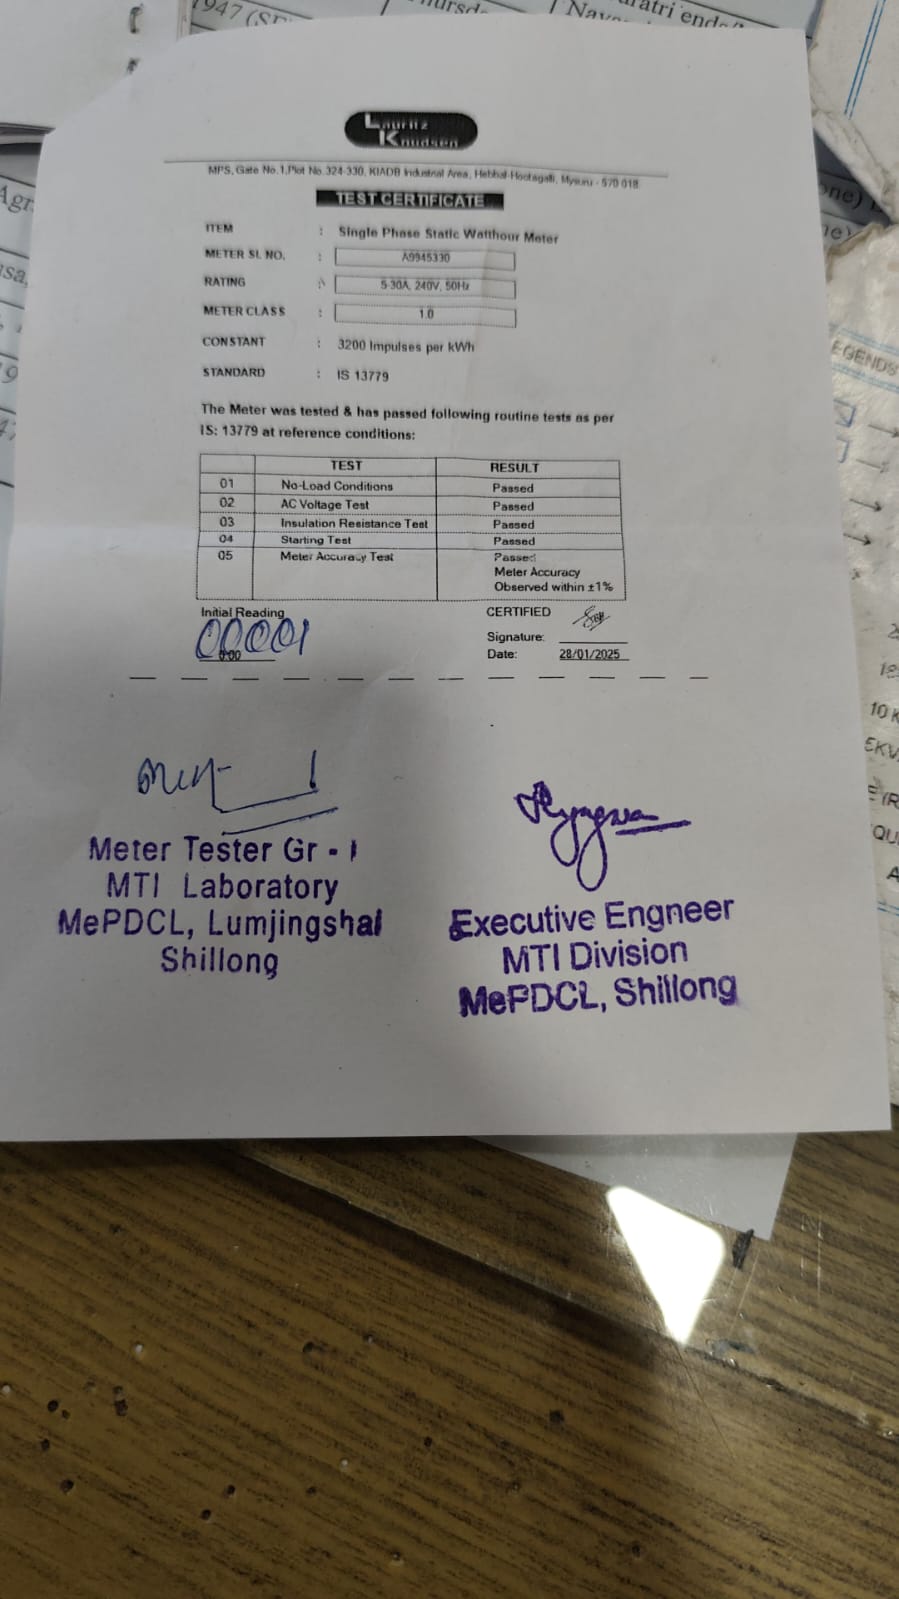 1947
Lauritz
Knudsen
MPS, Gate No.1,Plot No.324-330, KIADB Industrial Area, Hebbal-Hootagalli, Mysuru - 570 018.
TEST CERTIFICATE
ITEM : Single Phase Static Watthour Meter
METER SL NO. : A9945330
RATING : 5-30A, 240V, 50Hz
METER CLASS : 1.0
CONSTANT : 3200 Impulses per kWh
STANDARD : IS 13779
The Meter was tested & has passed following routine tests as per
IS: 13779 at reference conditions:
TEST RESULT
01 No-Load Conditions Passed
02 AC Voltage Test Passed
03 Insulation Resistance Test Passed
04 Starting Test Passed
05 Meter Accuracy Test Passed
Meter Accuracy
Observed within ±1%
Initial Reading
00001
0.00
CERTIFIED
Signature:
Date: 28/01/2025
Meter Tester Gr - I
MTI Laboratory
MePDCL, Lumjingshai
Shillong
Executive Engneer
MTI Division
MePDCL, Shillong
EGENDS